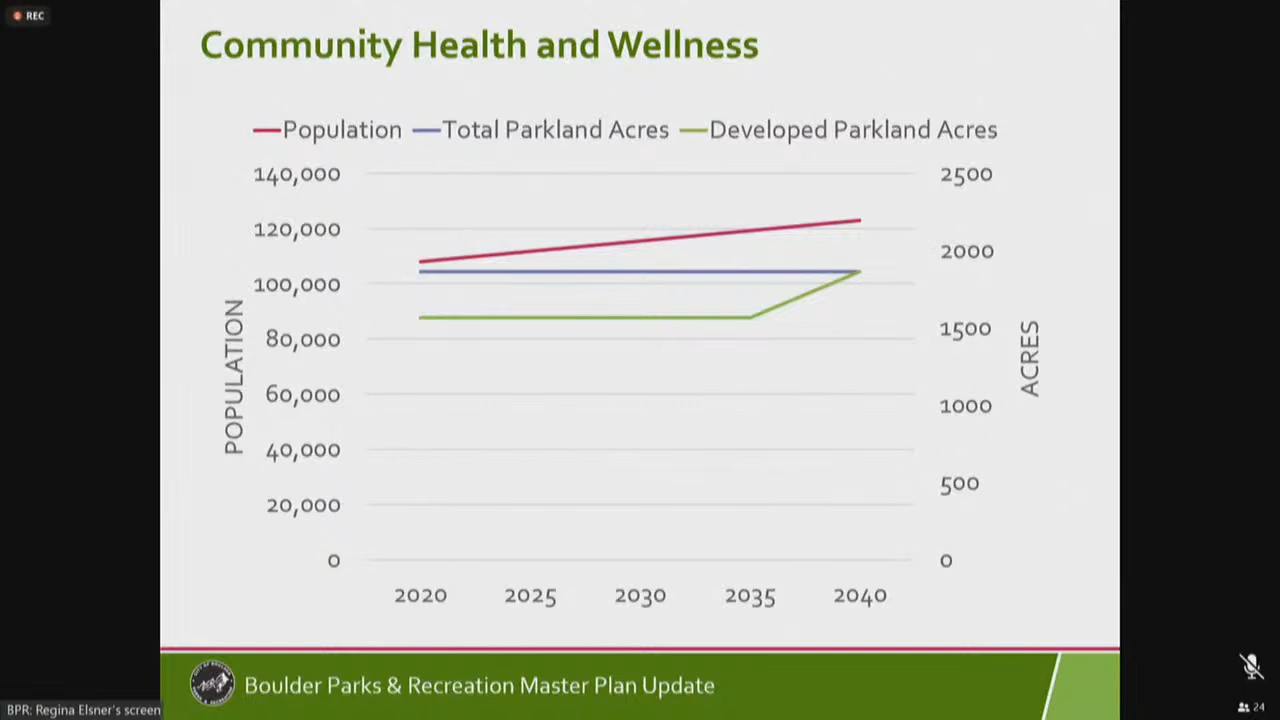 REC
Community Health and Wellness
Population Total Parkland Acres Developed Parkland Acres
140,000 2500
120,000
2000
100,000
80,000 1500
60,000
1000
40,000
500
20,000
0 0
POPULATION
ACRES
2020 2025 2030 2035 2040
Boulder Parks & Recreation Master Plan Update
BPR: Regina Elsner's screen
24